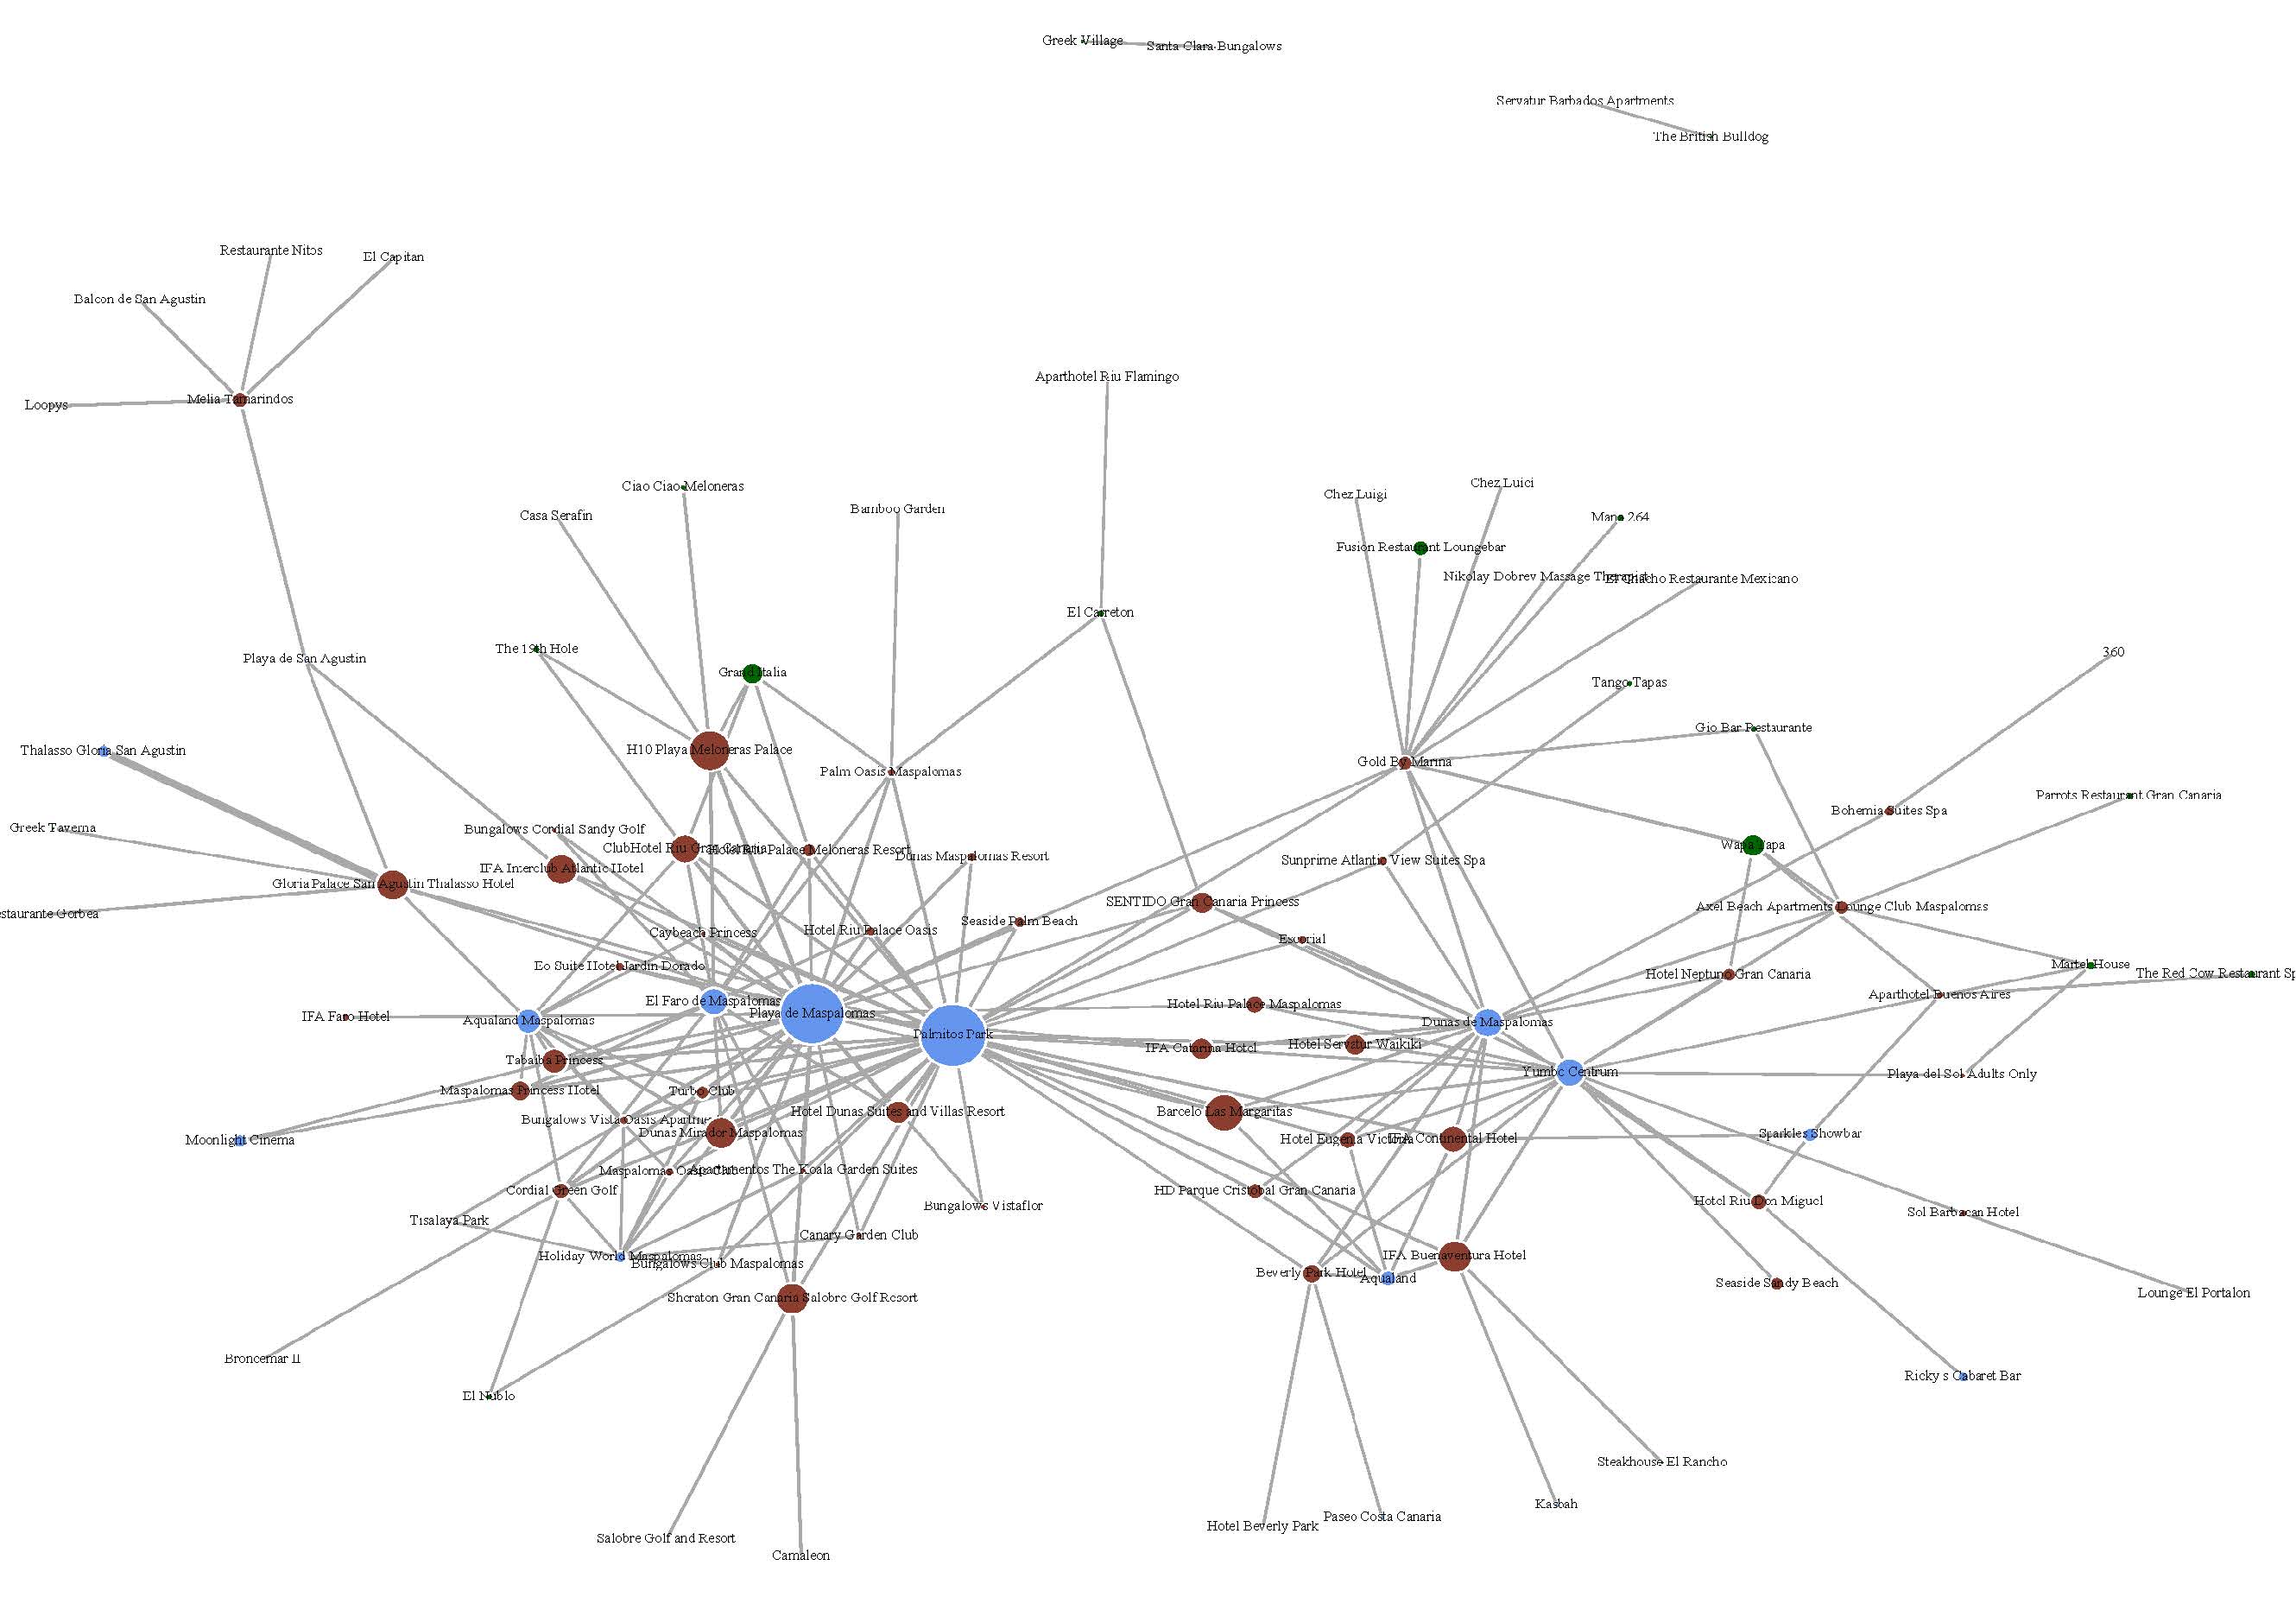 Greek Village
Santa Clara Bungalows
Servatur Barbados Apartments
The British Bulldog
Restaurante Nitos
El Capitan
Balcon de San Agustin
Aparthotel Riu Flamingo
Melia Tamarindos
Loopys
Ciao Ciao Meloneras
Chez Luici
Chez Luigi
Casa Serafin
Bamboo Garden
Mana 264
Fusion Restaurant Loungebar
Nikolay Dobrev Massage Therapist
El Chacho Restaurante Mexicano
El Carreton
The 19th Hole
360
Playa de San Agustin
Grand Italia
Tango Tapas
Gio Bar Restaurante
Thalasso Gloria San Agustin
H10 Playa Meloneras Palace
Gold By Marina
Palm Oasis Maspalomas
Parrots Restaurant Gran Canaria
Bohemia Suites Spa
Greek Taverna
Bungalows Cordial Sandy Golf
Wapa Tapa
ClubHotel Riu Gran Canaria
Hotel Riu Palace Meloneras Resort
Dunas Maspalomas Resort
Sunprime Atlantic View Suites Spa
IFA Interclub Atlantic Hotel
Gloria Palace San Agustin Thalasso Hotel
SENTIDO Gran Canaria Princess
Axel Beach Apartments Lounge Club Maspalomas
estaurante Gorbea
Seaside Palm Beach
Caybeach Princess
Hotel Riu Palace Oasis
Escorial
Eo Suite Hotel Jardin Dorado
Martel House
Hotel Neptuno Gran Canaria
The Red Cow Restaurant Sp
Aparthotel Buenos Aires
El Faro de Maspalomas
Hotel Riu Palace Maspalomas
Playa de Maspalomas
IFA Faro Hotel
Aqualand Maspalomas
Dunas de Maspalomas
Palmitos Park
Hotel Servatur Waikiki
IFA Catarina Hotel
Tabaiba Princess
Yumbo Centrum
Playa del Sol Adults Only
Maspalomas Princess Hotel
Turbo Club
Hotel Dunas Suites and Villas Resort
Barcelo Las Margaritas
Bungalows Vista Oasis Apartme
Dunas Mirador Maspalomas
Sparkles Showbar
Moonlight Cinema
Hotel Eugenia Victoria
IFA Continental Hotel
Maspalomas Oasis Club
Apartamentos The Koala Garden Suites
Cordial Green Golf
HD Parque Cristobal Gran Canaria
Hotel Riu Don Miguel
Bungalows Vistaflor
Sol Barbacan Hotel
Tisalaya Park
Canary Garden Club
Holiday World Maspalomas
IFA Buenaventura Hotel
Bungalows Club Maspalomas
Beverly Park Hotel
Aqualand
Seaside Sandy Beach
Lounge El Portalon
Sheraton Gran Canaria Salobre Golf Resort
Broncemar II
Ricky s Cabaret Bar
El Nublo
Steakhouse El Rancho
Kasbah
Paseo Costa Canaria
Hotel Beverly Park
Salobre Golf and Resort
Camaleon